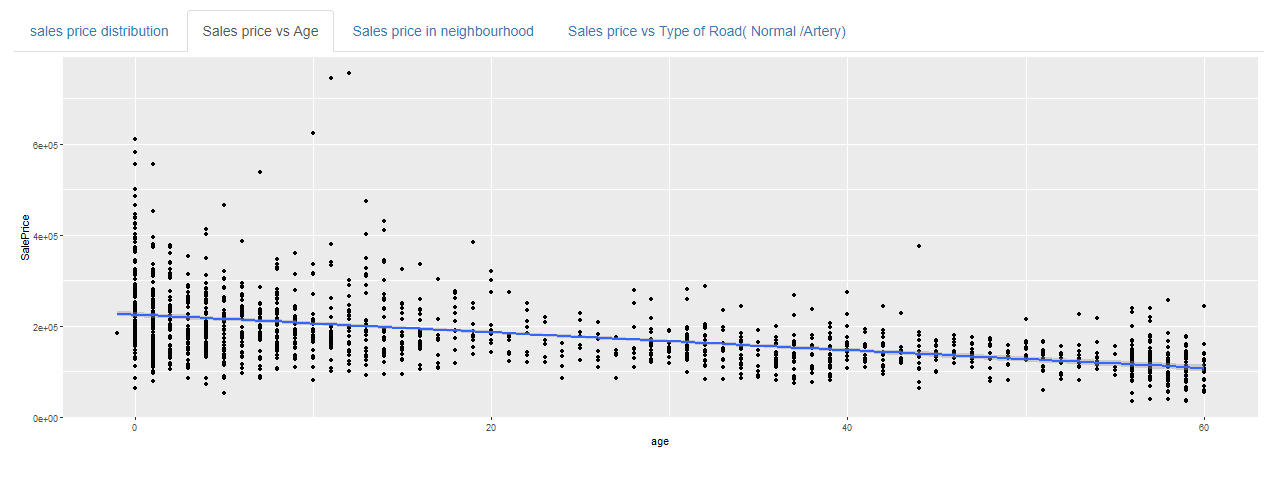 sales price distribution
Sales price vs Age
Sales price in neighbourhood
Sales price vs Type of Road( Normal /Artery)
6e+05
4e+05
2e+05
0e+00
SalePrice
0
20
40
60
age